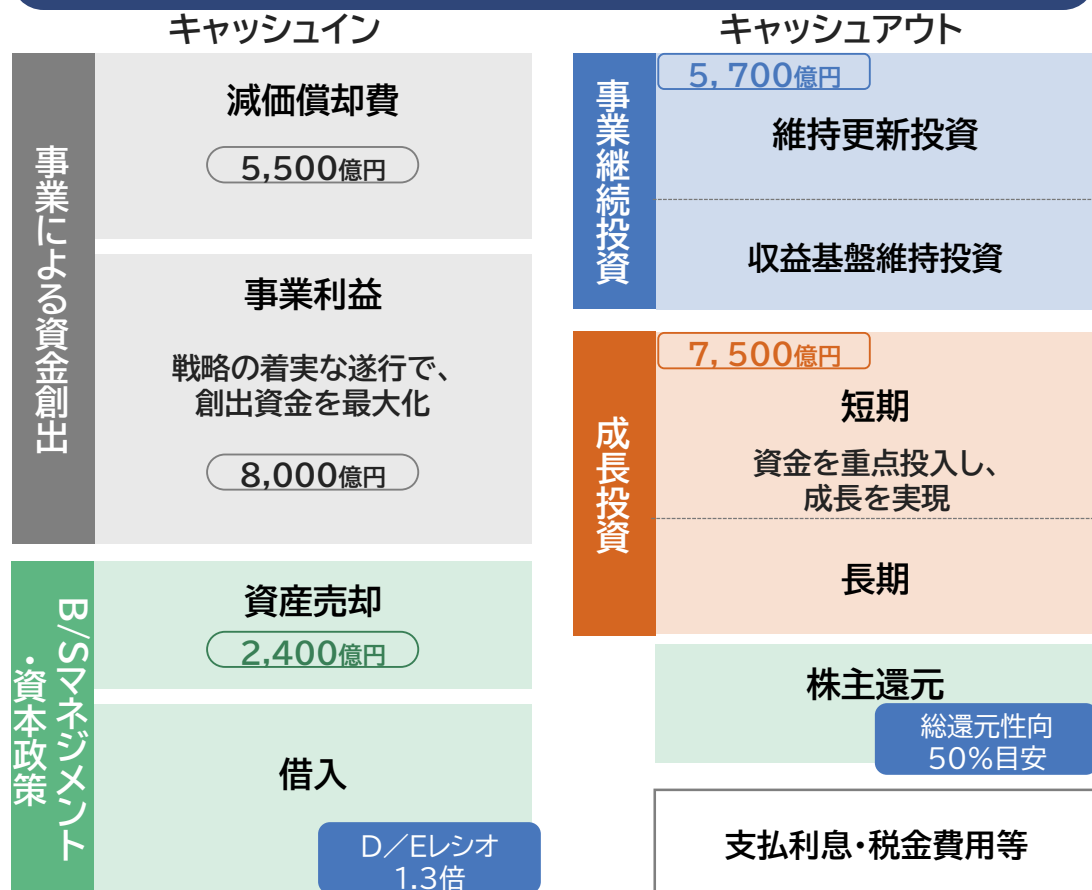 キャッシュイン
事業による資金創出
減価償却費
5,500億円
事業利益
戦略の着実な遂行で、
創出資金を最大化
8,000億円
B/Sマネジメント
・資本政策
資産売却
2,400億円
借入
D/Eレシオ
1.3倍
キャッシュアウト
事業継続投資
5,700億円
維持更新投資
収益基盤維持投資
成長投資
7,500億円
短期
資金を重点投入し、
成長を実現
長期
株主還元
総還元性向
50%目安
支払利息・税金費用等